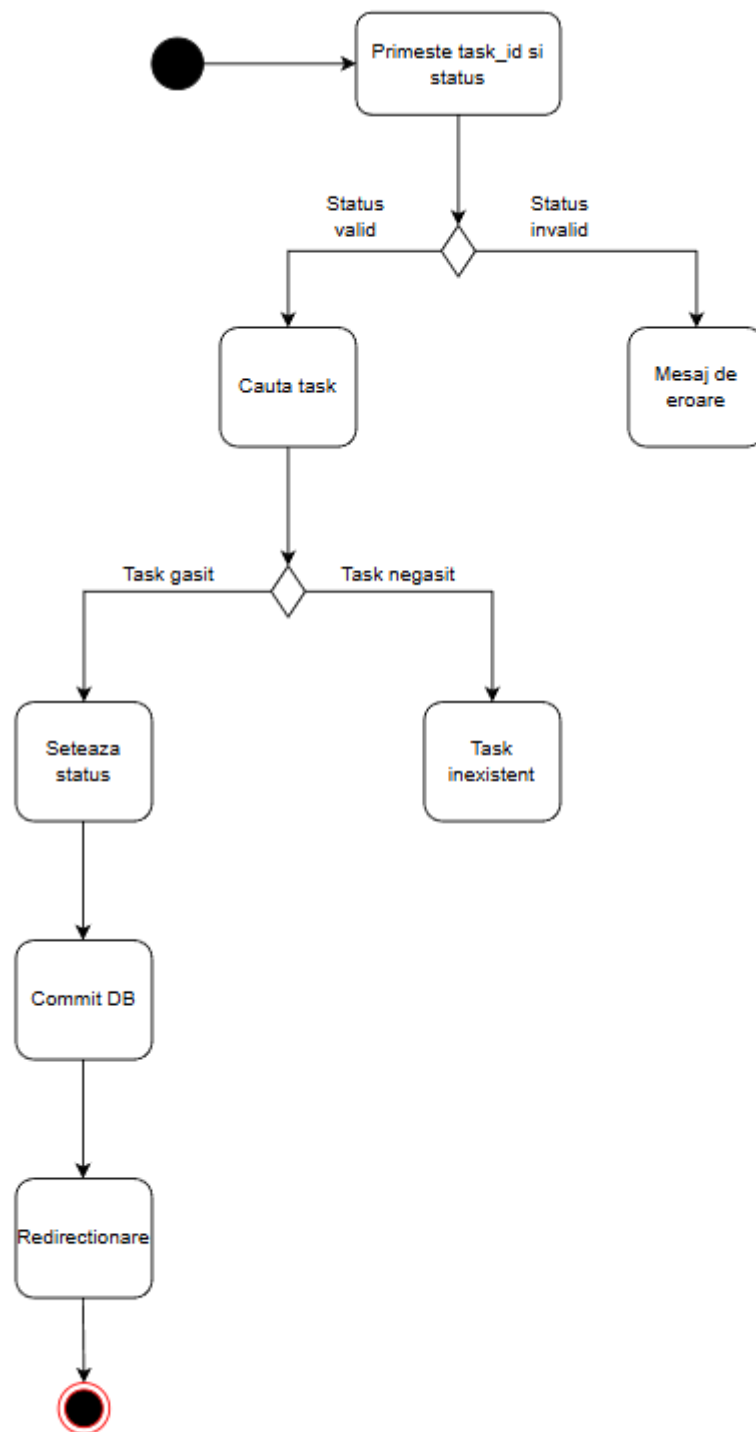 Primeste task_id si
status
Status
valid
Status
invalid
Cauta task
Mesaj de
eroare
Task gasit
Task negasit
Seteaza
status
Task
inexistent
Commit DB
Redirectionare